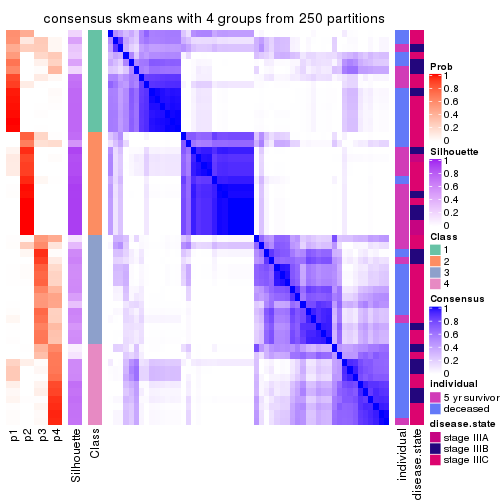 consensus skmeans with 4 groups from 250 partitions
Prob
1
0.8
0.6
0.4
0.2
0
Silhouette
1
0.8
0.6
0.4
0.2
0
Class
1
2
3
4
Consensus
1
0.8
0.6
0.4
0.2
0
individual
5 yr survivor
deceased
disease.state
stage IIIA
stage IIIB
stage IIIC
p1
p2
p3
p4
Silhouette
Class
individual
disease.state